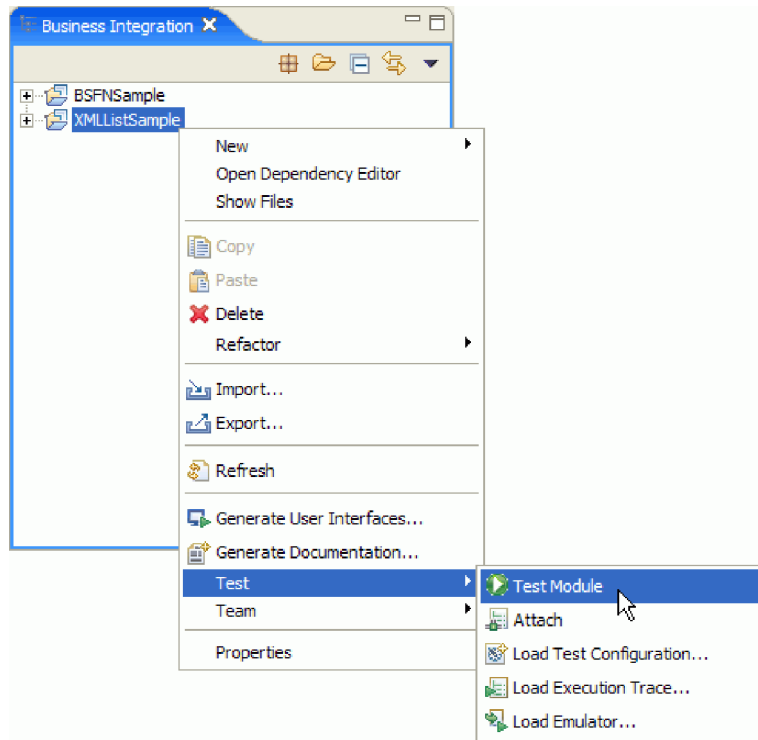 Business Integration
BSFNSample
XMLListSample
New
Open Dependency Editor
Show Files
Copy
Paste
Delete
Refactor
Import...
Export...
Refresh
Generate User Interfaces...
Generate Documentation...
Test
Team
Properties
Test Module
Attach
Load Test Configuration...
Load Execution Trace...
Load Emulator...